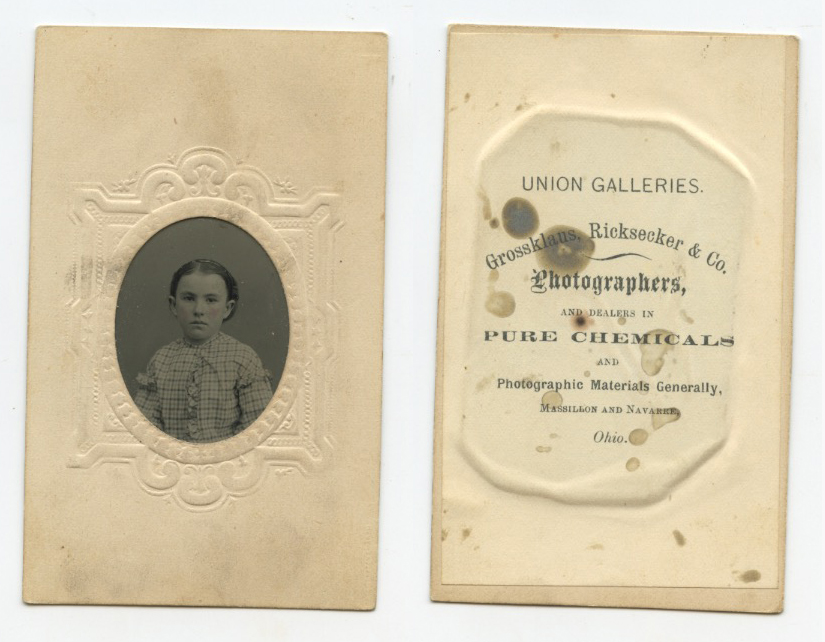 UNION GALLERIES.
Grossklaus, Ricksecker & Co.
Photographers,
AND DEALERS IN
PURE CHEMICALS
AND
Photographic Materials Generally,
MASSILLON AND NAVARRE,
Ohio.